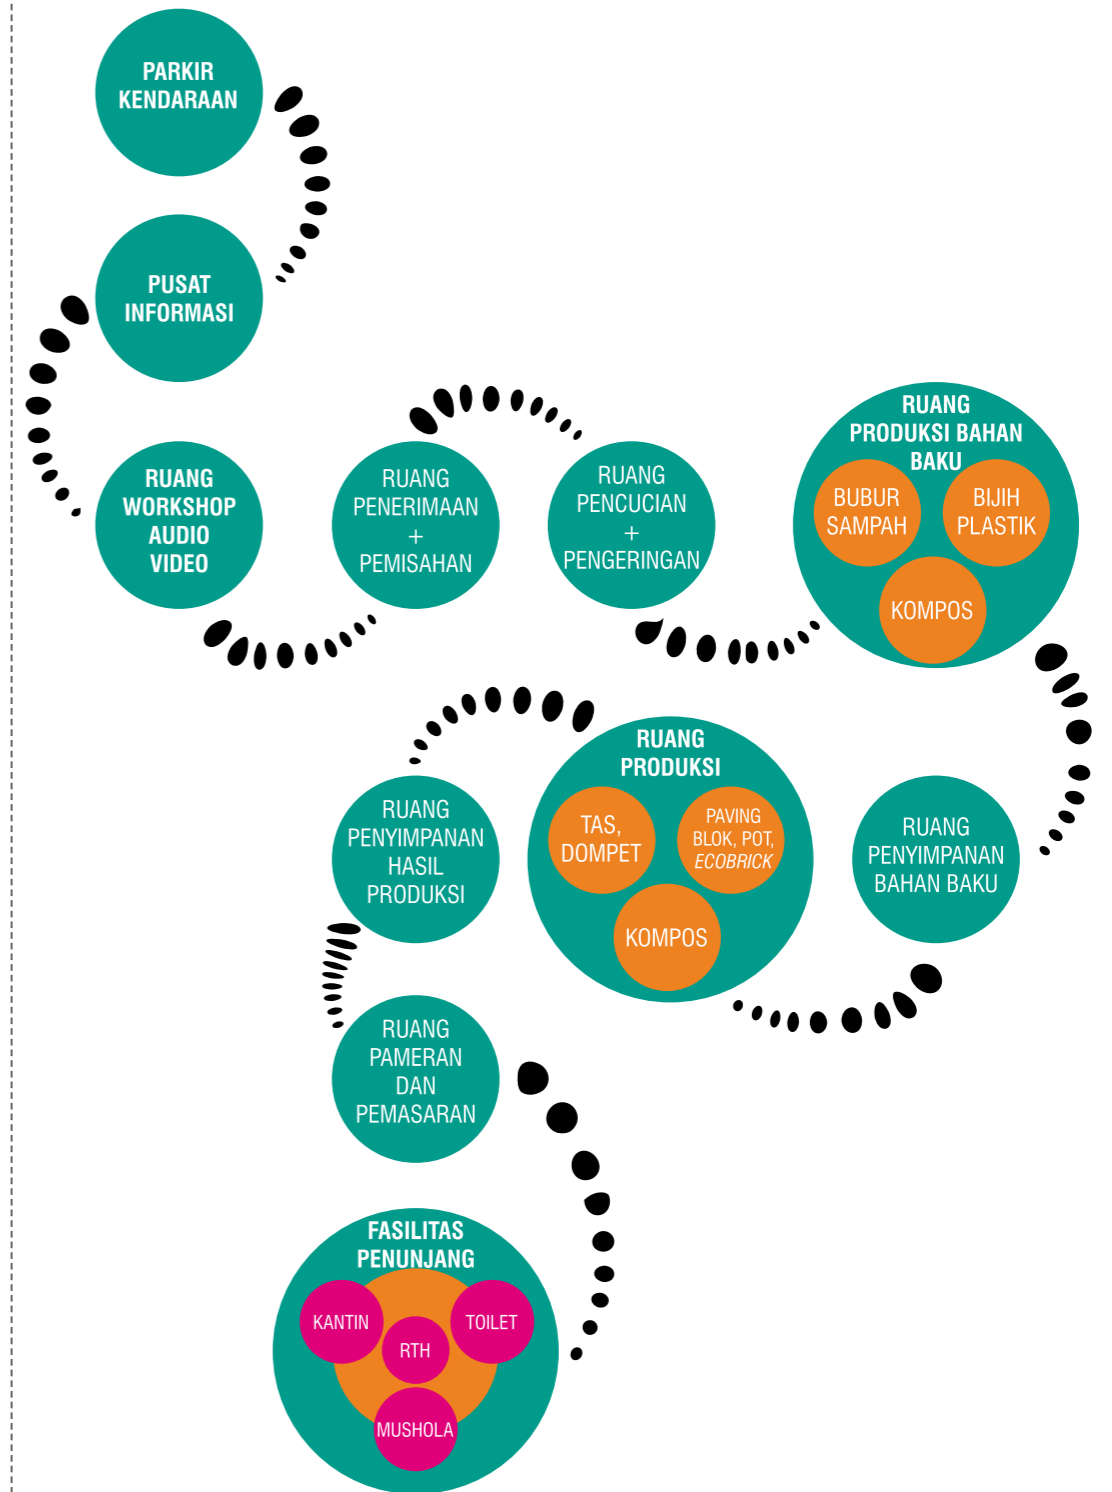 PARKIR
KENDARAAN
PUSAT
INFORMASI
RUANG
WORKSHOP
AUDIO
VIDEO
RUANG
PENERIMAAN
+
PEMISAHAN
RUANG
PENCUCIAN
+
PENGERINGAN
RUANG
PRODUKSI BAHAN
BAKU
BUBUR
SAMPAH
BIJIH
PLASTIK
KOMPOS
RUANG
PENYIMPANAN
BAHAN BAKU
RUANG
PRODUKSI
TAS,
DOMPET
PAVING
BLOK, POT,
ECOBRICK
KOMPOS
RUANG
PENYIMPANAN
HASIL
PRODUKSI
RUANG
PAMERAN
DAN
PEMASARAN
FASILITAS
PENUNJANG
KANTIN
TOILET
RTH
MUSHOLA